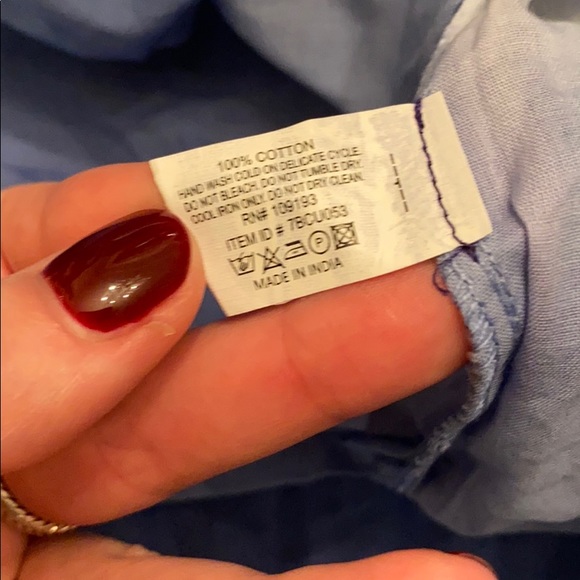 100% COTTON
HAND WASH COLD ON DELICATE CYCLE.
DO NOT BLEACH. DO NOT TUMBLE DRY.
COOL IRON ONLY. DO NOT DRY CLEAN.
RN# 109193
ITEM ID # 7BCU053
MADE IN INDIA